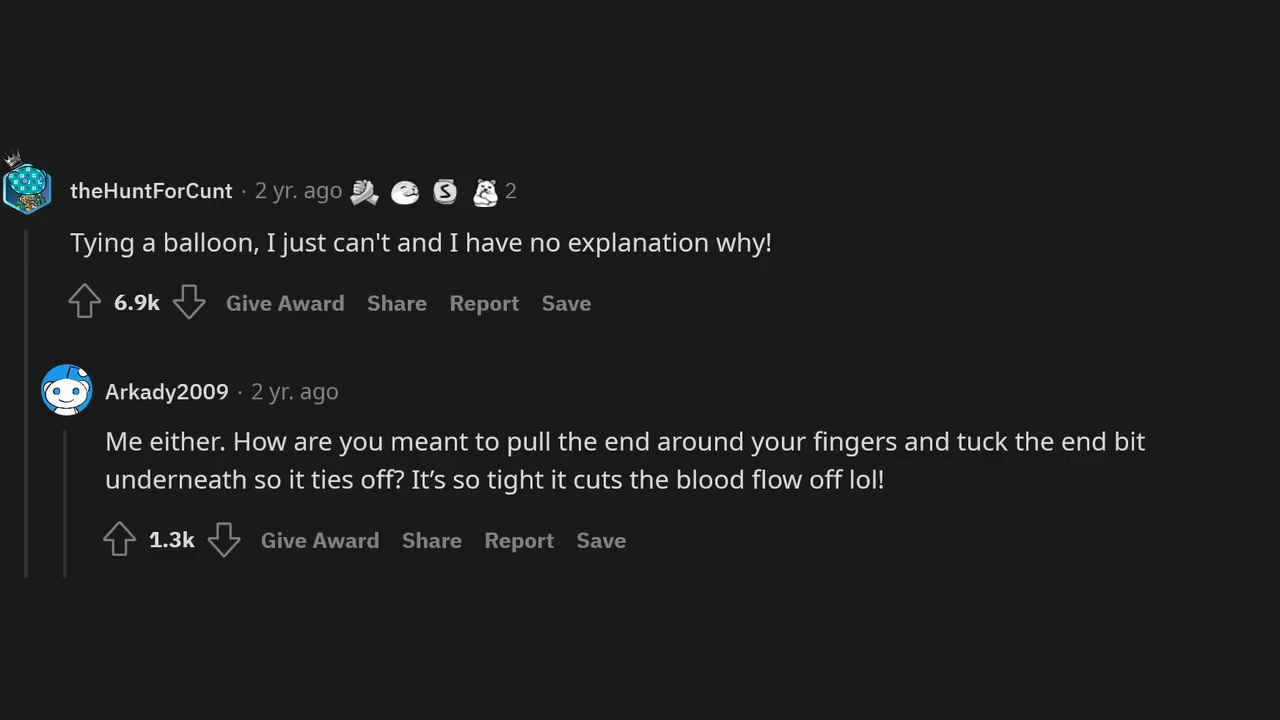 theHuntForCunt · 2 yr. ago 2
Tying a balloon, I just can't and I have no explanation why!
6.9k Give Award Share Report Save
Arkady2009 · 2 yr. ago
Me either. How are you meant to pull the end around your fingers and tuck the end bit
underneath so it ties off? It’s so tight it cuts the blood flow off lol!
1.3k Give Award Share Report Save